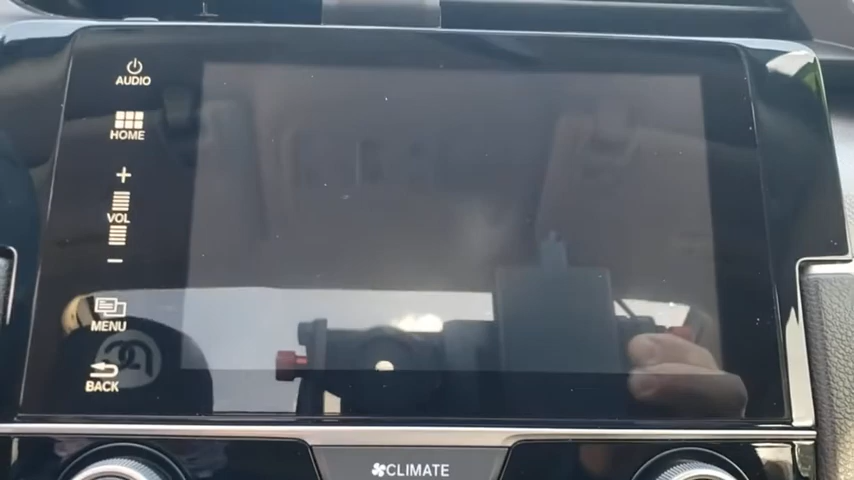 AUDIO
HOME
+
VOL
−
MENU
BACK
CLIMATE